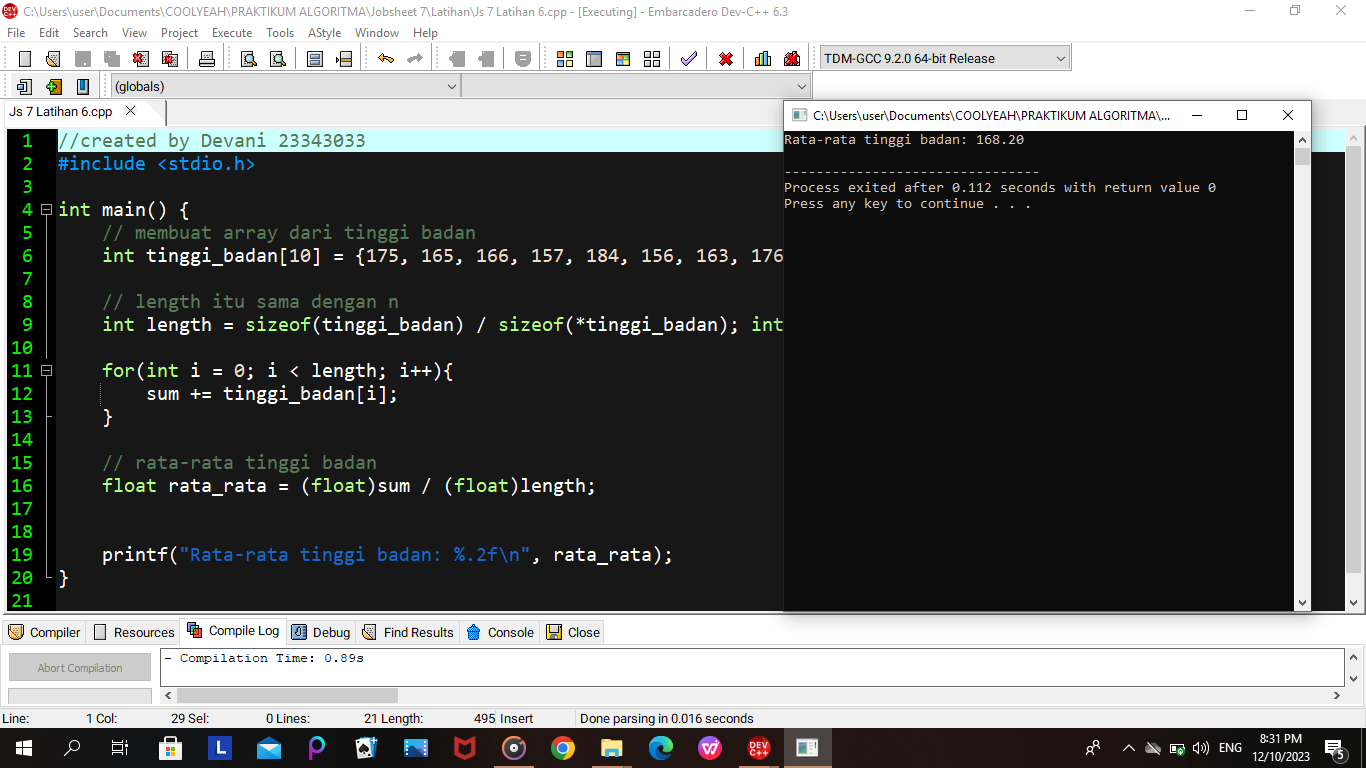 C:\Users\user\Documents\COOLYEAH\PRAKTIKUM ALGORITMA\Jobsheet 7\Latihan\Js 7 Latihan 6.cpp - [Executing] - Embarcadero Dev-C++ 6.3
File Edit Search View Project Execute Tools AStyle Window Help
TDM-GCC 9.2.0 64-bit Release
(globals)
Js 7 Latihan 6.cpp
1 //created by Devani 23343033
2 #include <stdio.h>
3
4 int main() {
5 // membuat array dari tinggi badan
6 int tinggi_badan[10] = {175, 165, 166, 157, 184, 156, 163, 176
7
8 // length itu sama dengan n
9 int length = sizeof(tinggi_badan) / sizeof(*tinggi_badan); int
10
11 for(int i = 0; i < length; i++){
12 sum += tinggi_badan[i];
13 }
14
15 // rata-rata tinggi badan
16 float rata_rata = (float)sum / (float)length;
17
18
19 printf("Rata-rata tinggi badan: %.2f\n", rata_rata);
20 }
21
C:\Users\user\Documents\COOLYEAH\PRAKTIKUM ALGORITMA\...
Rata-rata tinggi badan: 168.20
--------------------------------
Process exited after 0.112 seconds with return value 0
Press any key to continue . . .
Compiler Resources Compile Log Debug Find Results Console Close
Abort Compilation
- Compilation Time: 0.89s
Line: 1 Col: 29 Sel: 0 Lines: 21 Length: 495 Insert Done parsing in 0.016 seconds
ENG
8:31 PM
12/10/2023
5